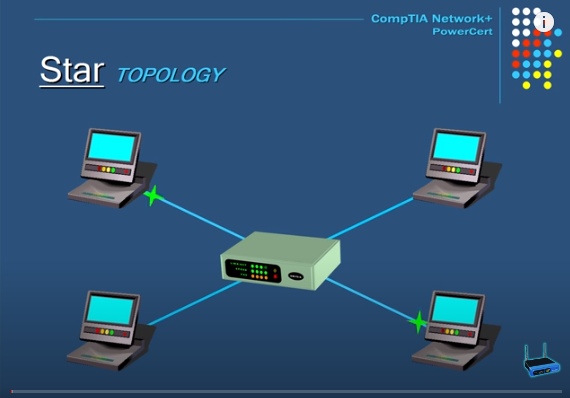 CompTIA Network+
PowerCert
i
Star TOPOLOGY